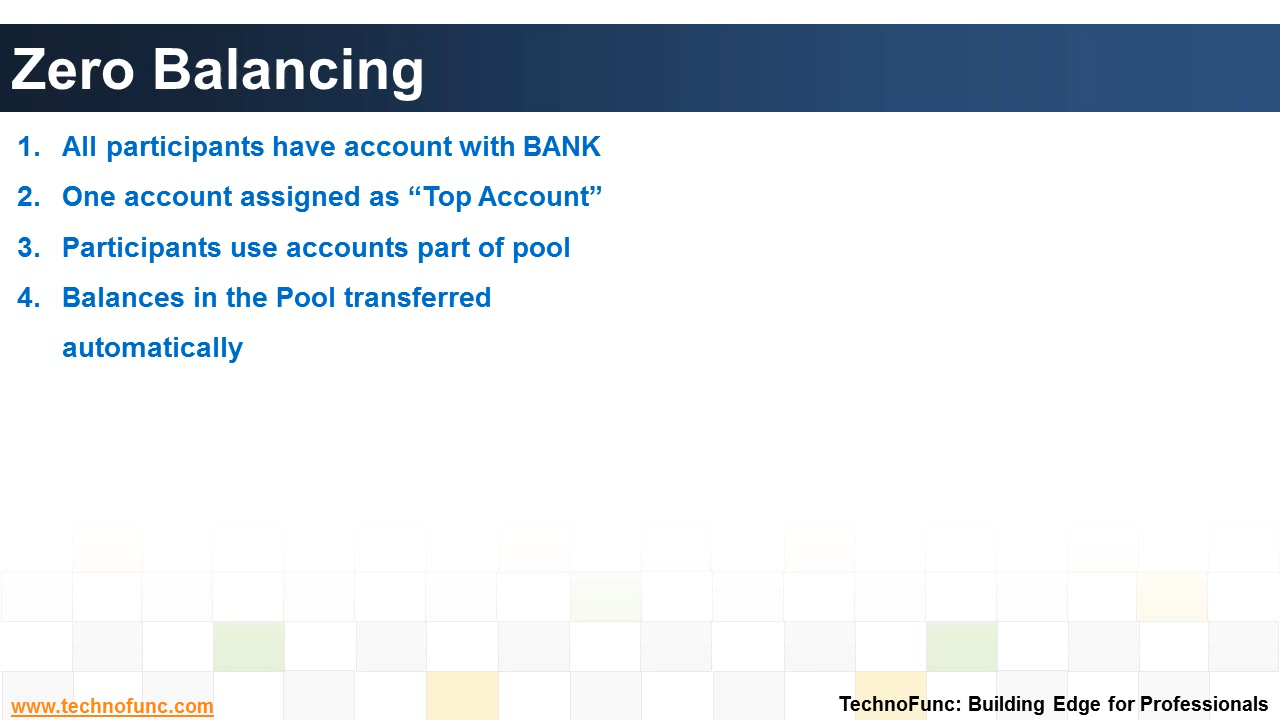 Zero Balancing
1. All participants have account with BANK
2. One account assigned as “Top Account”
3. Participants use accounts part of pool
4. Balances in the Pool transferred
automatically
www.technofunc.com
TechnoFunc: Building Edge for Professionals